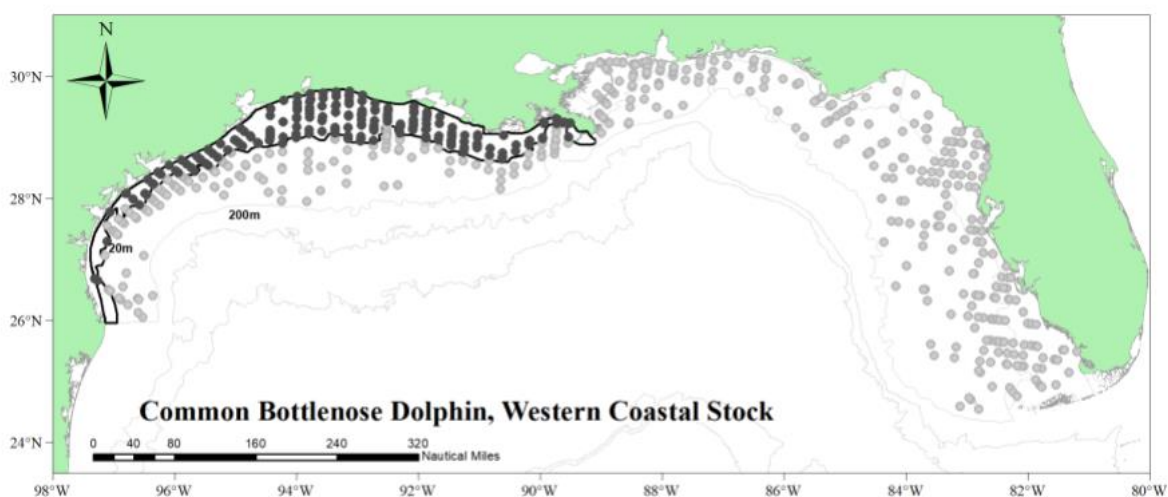 N
30°N
28°N
200m
20m
26°N
Common Bottlenose Dolphin, Western Coastal Stock
0 40 80 160 240 320
Nautical Miles
24°N
98°W 96°W 94°W 92°W 90°W 88°W 86°W 84°W 82°W 80°W